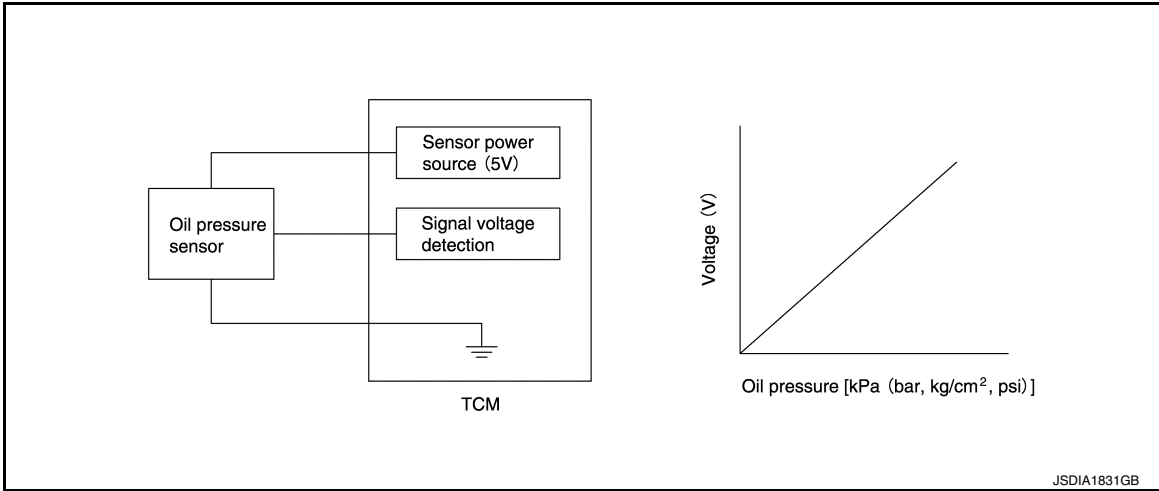 Sensor power
source (5V)
Oil pressure
sensor
Signal voltage
detection
TCM
Voltage (V)
Oil pressure [kPa (bar, kg/cm², psi)]
JSDIA1831GB